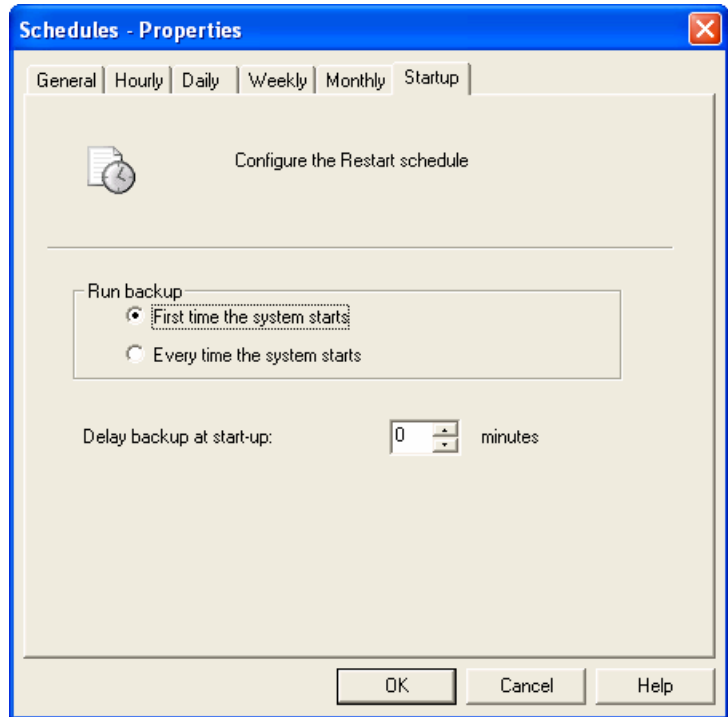 Schedules - Properties
General Hourly Daily Weekly Monthly Startup
Configure the Restart schedule
Run backup
First time the system starts
Every time the system starts
Delay backup at start-up: 0 minutes
OK Cancel Help